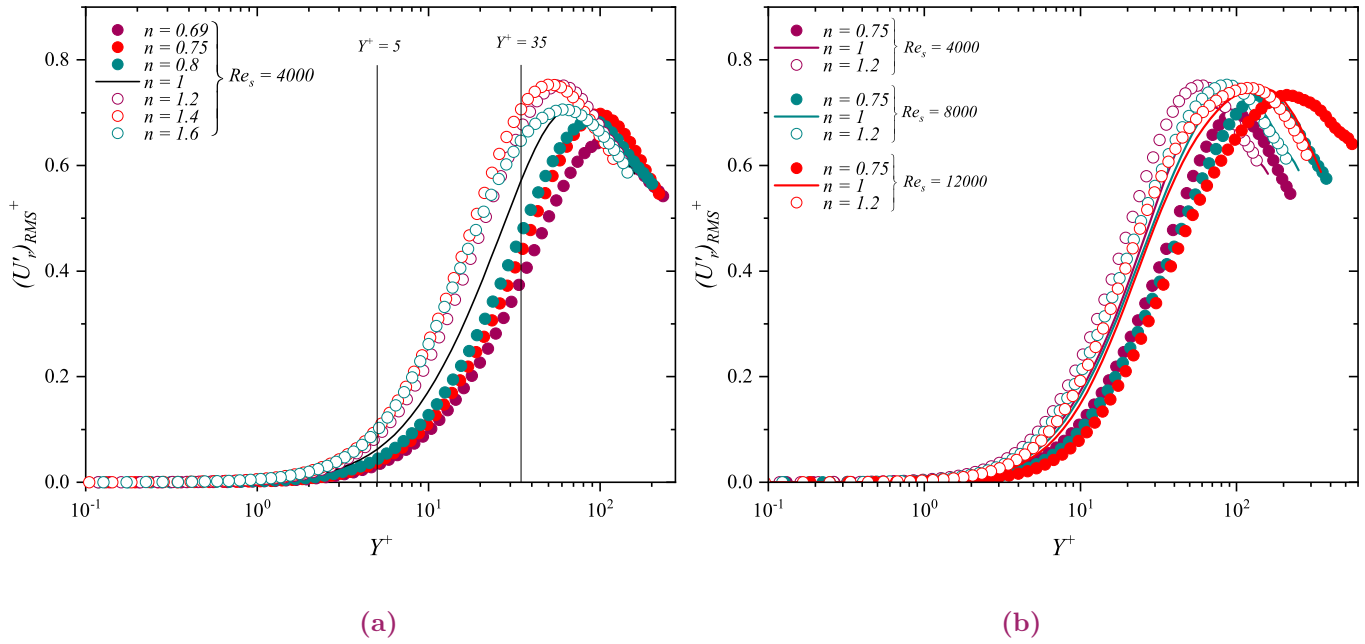 n = 0.69
n = 0.75
n = 0.8
n = 1
n = 1.2
n = 1.4
n = 1.6
Re_s = 4000
Y^+ = 5
Y^+ = 35
0.8
0.6
0.4
0.2
0.0
10^-1
10^0
10^1
10^2
(U'_r)_RMS^+
Y^+
(a)
n = 0.75
n = 1
n = 1.2
Re_s = 4000
n = 0.75
n = 1
n = 1.2
Re_s = 8000
n = 0.75
n = 1
n = 1.2
Re_s = 12000
0.8
0.6
0.4
0.2
0.0
10^-1
10^0
10^1
10^2
(U'_r)_RMS^+
Y^+
(b)